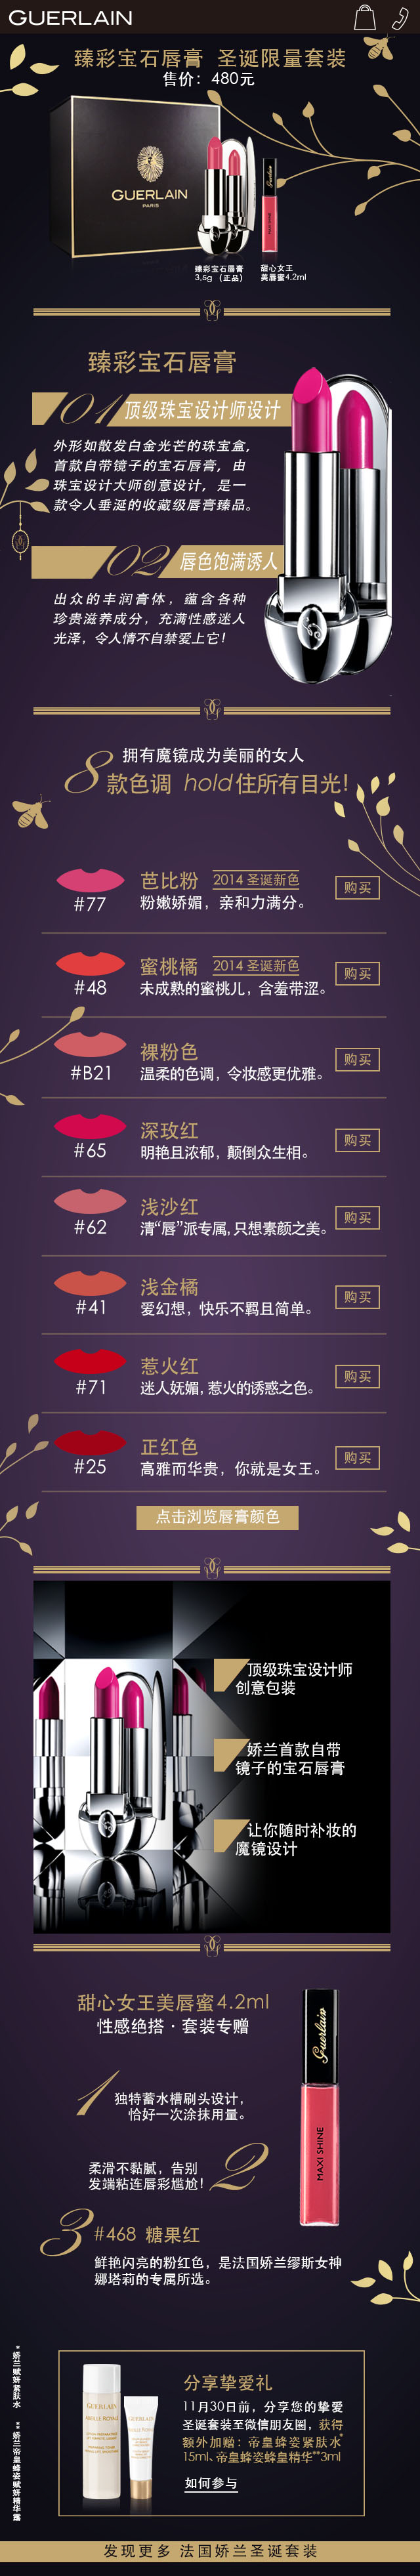 GUERLAIN
臻彩宝石唇膏 圣诞限量套装
售价：480元
GUERLAIN
PARIS
臻彩宝石唇膏
3.5g （正品）
甜心女王
美唇蜜4.2ml
臻彩宝石唇膏
01 顶级珠宝设计师设计
外形如散发白金光芒的珠宝盒，
首款自带镜子的宝石唇膏，由
珠宝设计大师创意设计，是一
款令人垂涎的收藏级唇膏臻品。
02 唇色饱满诱人
出众的丰润膏体，蕴含各种
珍贵滋养成分，充满性感迷人
光泽，令人情不自禁爱上它！
拥有魔镜成为美丽的女人
8款色调 hold住所有目光！
芭比粉 2014 圣诞新色
#77
粉嫩娇媚，亲和力满分。
购买
蜜桃橘 2014 圣诞新色
#48
未成熟的蜜桃儿，含羞带涩。
购买
裸粉色
#B21
温柔的色调，令妆感更优雅。
购买
深玫红
#65
明艳且浓郁，颠倒众生相。
购买
浅沙红
#62
清“唇”派专属，只想素颜之美。
购买
浅金橘
#41
爱幻想，快乐不羁且简单。
购买
惹火红
#71
迷人妩媚，惹火的诱惑之色。
购买
正红色
#25
高雅而华贵，你就是女王。
购买
点击浏览唇膏颜色
顶级珠宝设计师
创意包装
娇兰首款自带
镜子的宝石唇膏
让你随时补妆的
魔镜设计
甜心女王美唇蜜4.2ml
性感绝搭·套装专赠
Guerlain
MAXI SHINE
1 独特蓄水槽刷头设计，
恰好一次涂抹用量。
2 柔滑不黏腻，告别
发端粘连唇彩尴尬！
3 #468 糖果红
鲜艳闪亮的粉红色，是法国娇兰缪斯女神
娜塔莉的专属所选。
*娇兰赋妍紧肤水
**娇兰帝皇蜂姿赋妍精华露
GUERLAIN
GUERLAIN
分享挚爱礼
11月30日前，分享您的挚爱
圣诞套装至微信朋友圈，获得
额外加赠：帝皇蜂姿紧肤水*
15ml、帝皇蜂姿蜂皇精华**3ml
如何参与
发现更多 法国娇兰圣诞套装